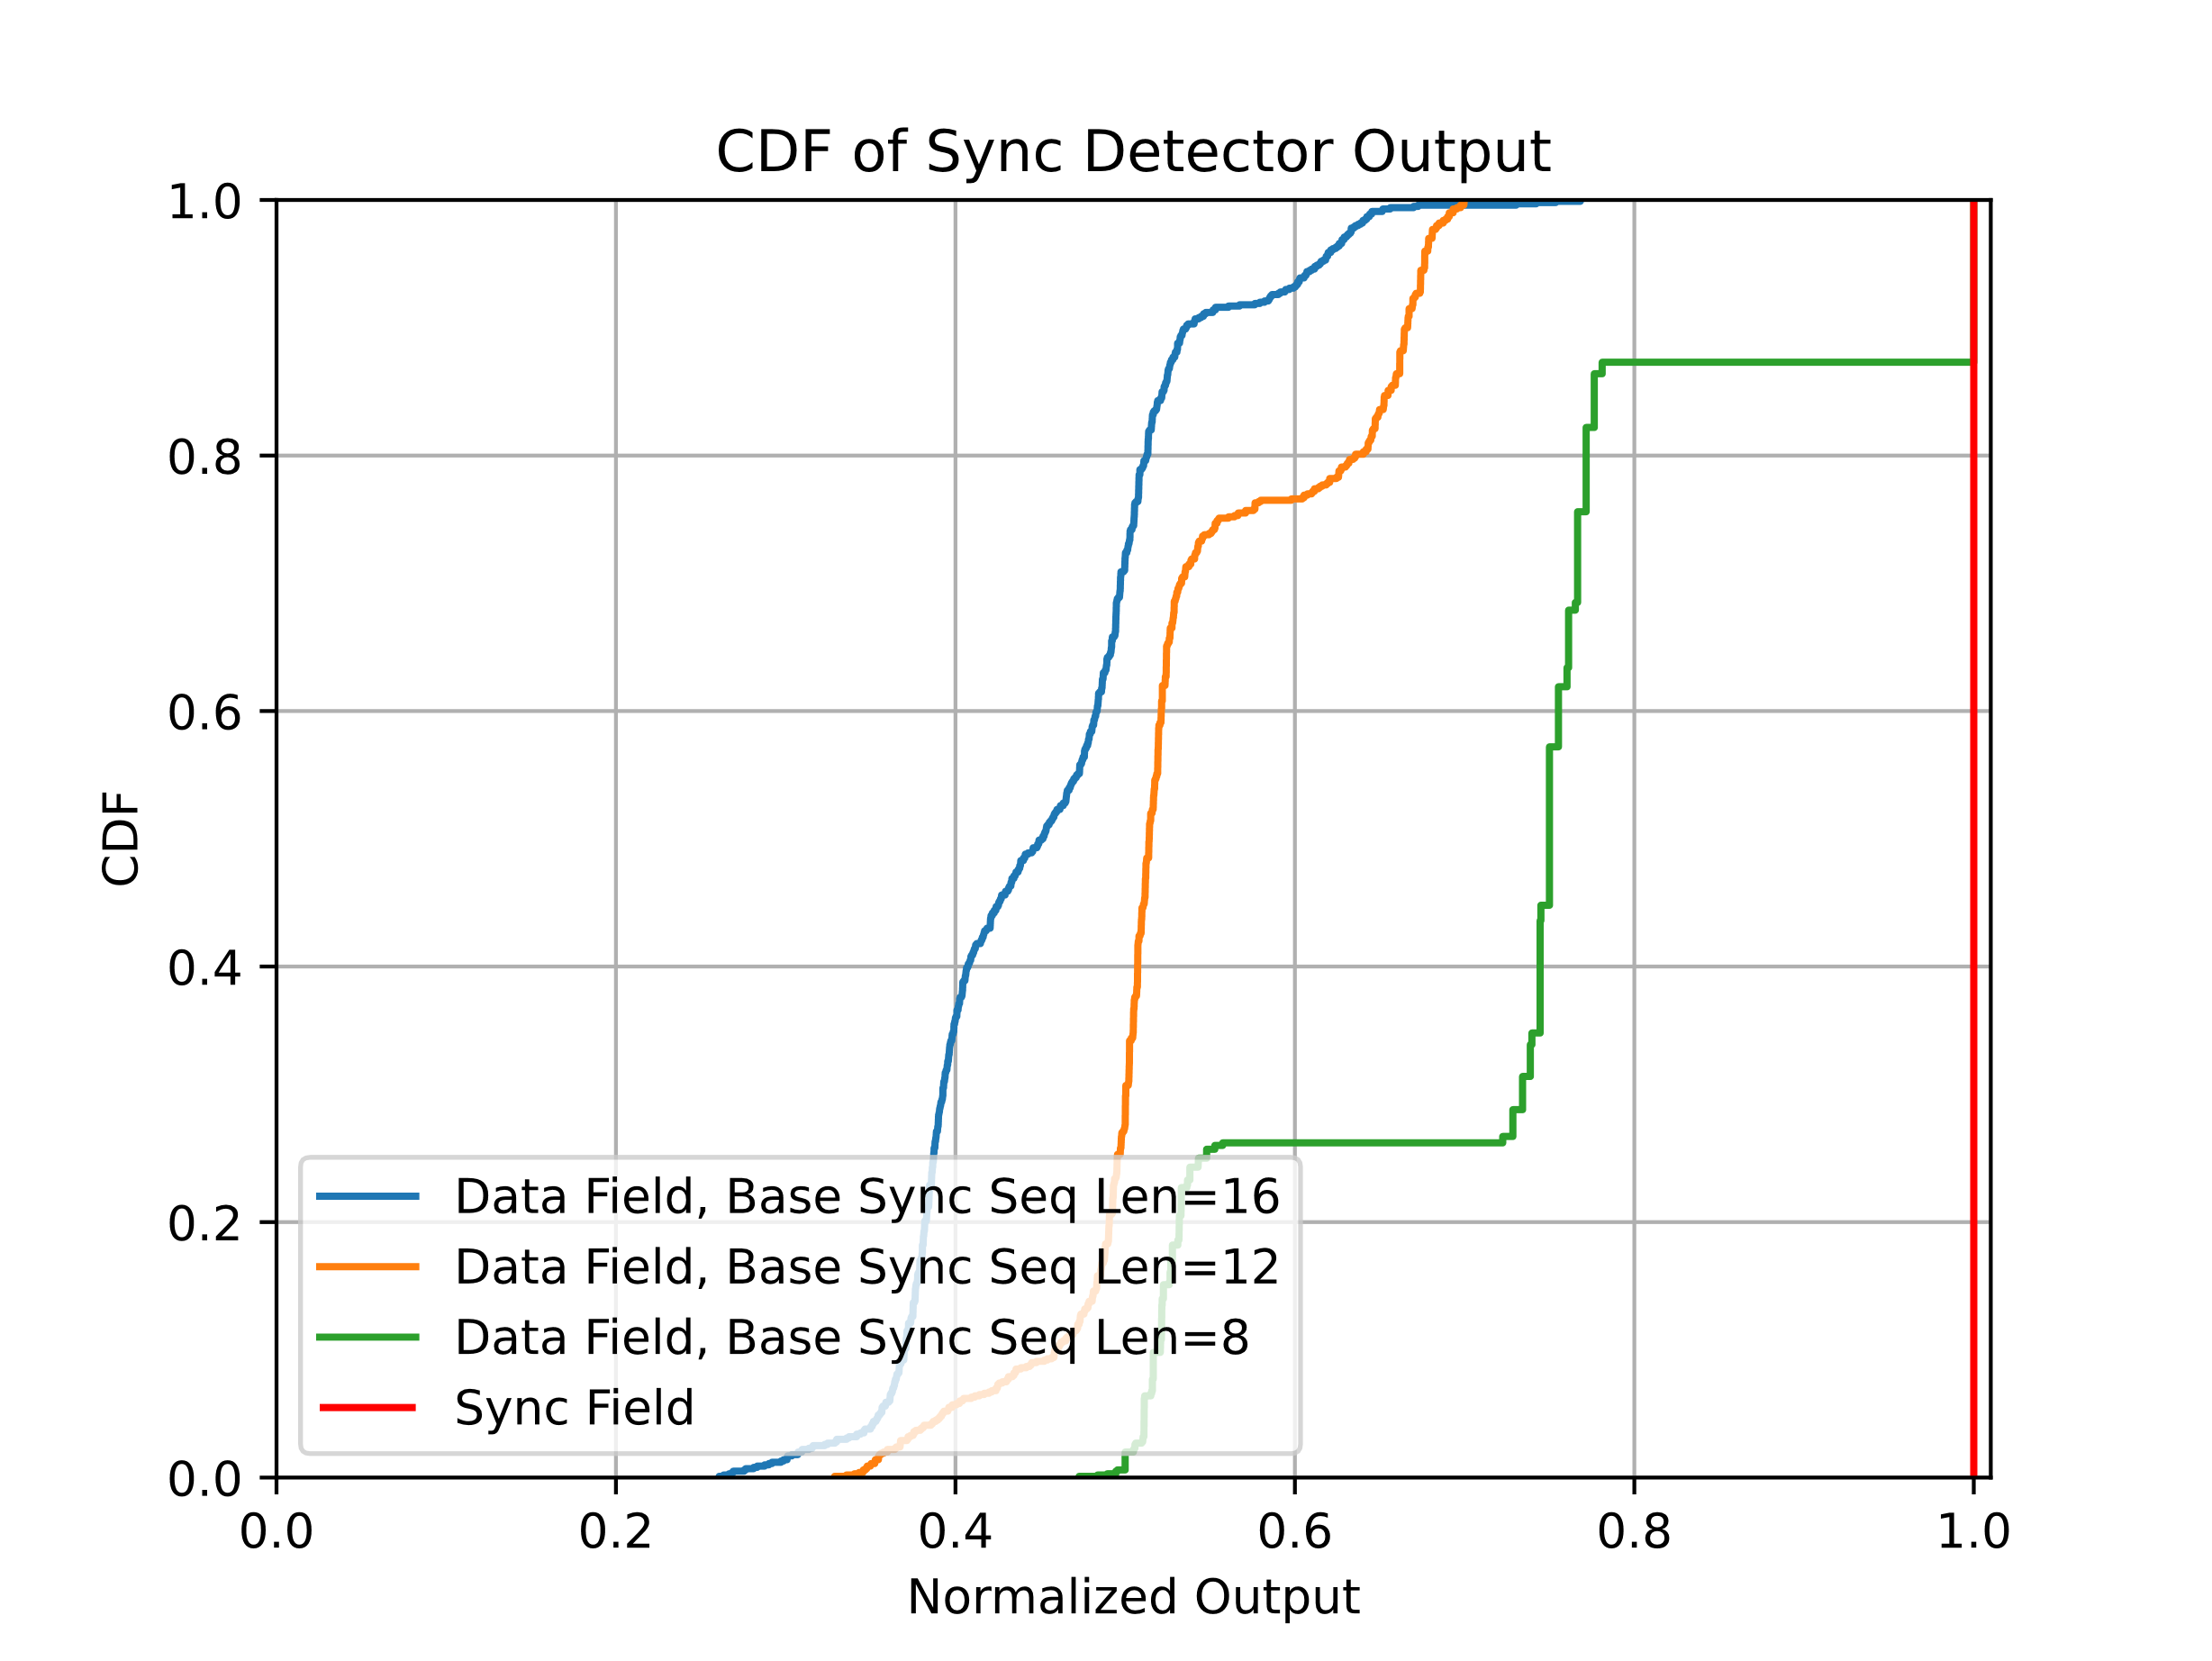 CDF of Sync Detector Output
1.0
0.8
0.6
0.4
0.2
0.0
CDF
Data Field, Base Sync Seq Len=16
Data Field, Base Sync Seq Len=12
Data Field, Base Sync Seq Len=8
Sync Field
0.0 0.2 0.4 0.6 0.8 1.0
Normalized Output